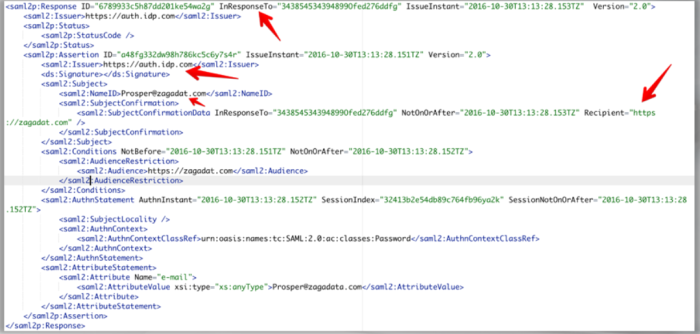 <saml2p:Response ID="6789933c5h87dd201ke54wa2g" InResponseTo="3438545343948990fed276ddfg" IssueInstant="2016-10-30T13:13:28.153TZ" Version="2.0">
<saml2:Issuer>https://auth.idp.com</saml2:Issuer>
<saml2p:Status>
<saml2p:StatusCode />
</saml2p:Status>
<saml2p:Assertion ID="a48fg332dw98h786kc5c6y7s4r" IssueInstant="2016-10-30T13:13:28.151TZ" Version="2.0">
<saml2:Issuer>https://auth.idp.com</saml2:Issuer>
<ds:Signature></ds:Signature>
<saml2:Subject>
<saml2:NameID>Prosper@zagadat.com</saml2:NameID>
<saml2:SubjectConfirmation>
<saml2:SubjectConfirmationData InResponseTo="3438545343948990fed276ddfg" NotOnOrAfter="2016-10-30T13:13:28.153TZ" Recipient="https
://zagadat.com" />
</saml2:SubjectConfirmation>
</saml2:Subject>
<saml2:Conditions NotBefore="2016-10-30T13:13:28.151TZ" NotOnOrAfter="2016-10-30T13:13:28.152TZ">
<saml2:AudienceRestriction>
<saml2:Audience>https://zagadat.com</saml2:Audience>
</saml2:AudienceRestriction>
</saml2:Conditions>
<saml2:AuthnStatement AuthnInstant="2016-10-30T13:13:28.152TZ" SessionIndex="32413b2e54db89c764fb96ya2k" SessionNotOnOrAfter="2016-10-30T13:13:28
.152TZ">
<saml2:SubjectLocality />
<saml2:AuthnContext>
<saml2:AuthnContextClassRef>urn:oasis:names:tc:SAML:2.0:ac:classes:Password</saml2:AuthnContextClassRef>
</saml2:AuthnContext>
</saml2:AuthnStatement>
<saml2:AttributeStatement>
<saml2:Attribute Name="e-mail">
<saml2:AttributeValue xsi:type="xs:anyType">Prosper@zagadata.com</saml2:AttributeValue>
</saml2:Attribute>
</saml2:AttributeStatement>
</saml2p:Assertion>
</saml2p:Response>